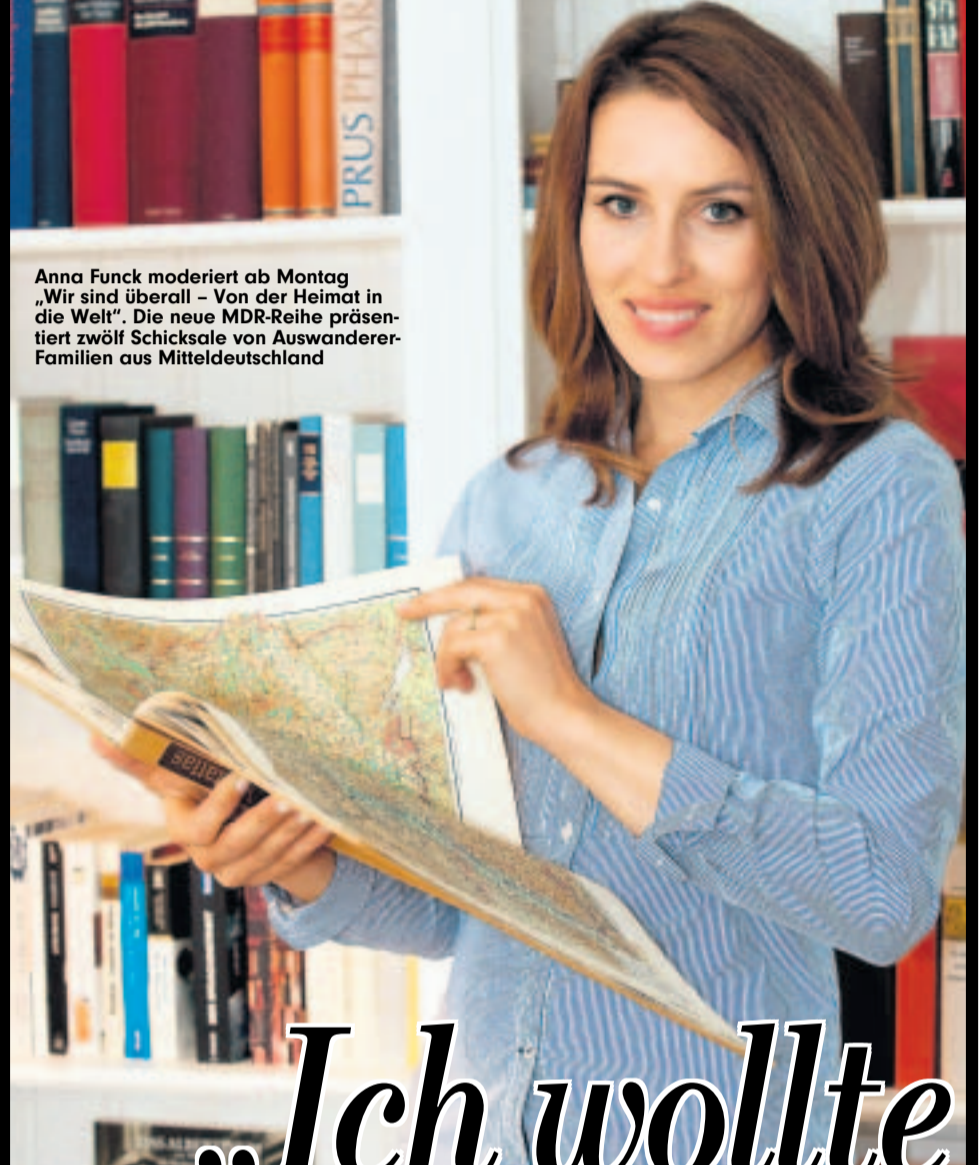 PRUS PHAR
Anna Funck moderiert ab Montag
„Wir sind überall – Von der Heimat in
die Welt“. Die neue MDR-Reihe präsen-
tiert zwölf Schicksale von Auswanderer-
Familien aus Mitteldeutschland
atlas
„Ich wollte